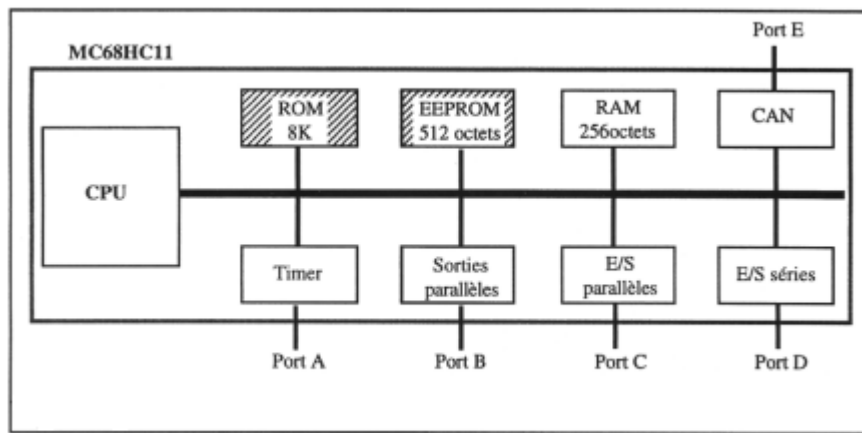 Port E
MC68HC11
ROM
8K
EEPROM
512 octets
RAM
256octets
CAN
CPU
Timer
Sorties
parallèles
E/S
parallèles
E/S séries
Port A
Port B
Port C
Port D